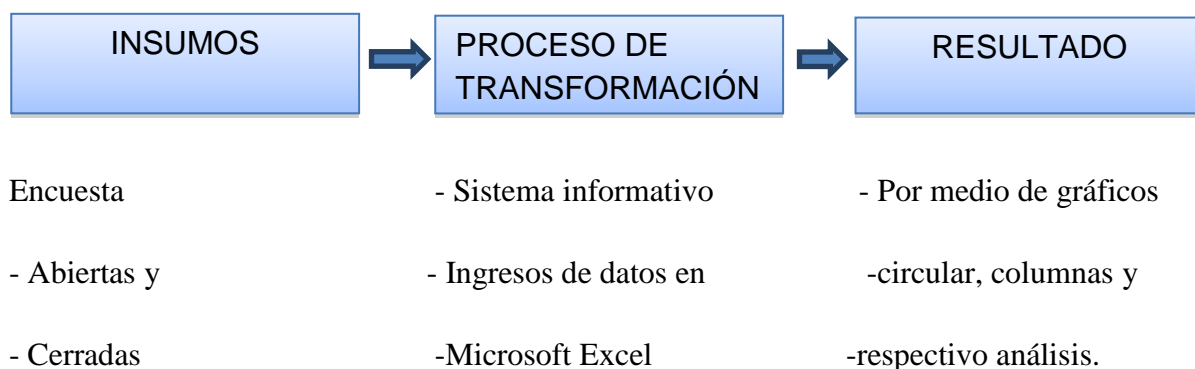 INSUMOS
PROCESO DE
TRANSFORMACIÓN
RESULTADO
Encuesta
- Abiertas y
- Cerradas
- Sistema informativo
- Ingresos de datos en
-Microsoft Excel
- Por medio de gráficos
-circular, columnas y
-respectivo análisis.